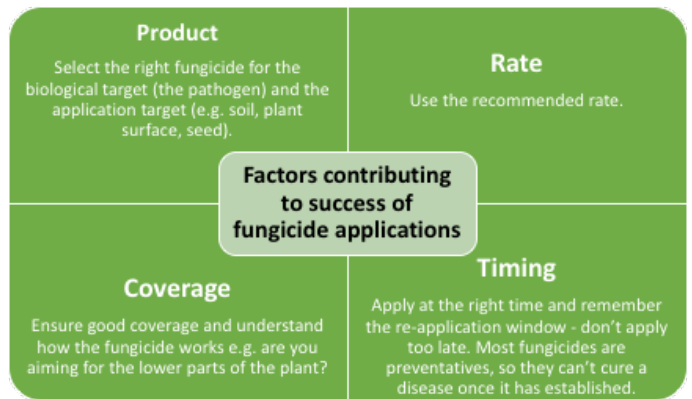 Product
Select the right fungicide for the
biological target (the pathogen) and the
application target (e.g. soil, plant
surface, seed).
Rate
Use the recommended rate.
Factors contributing
to success of
fungicide applications
Coverage
Ensure good coverage and understand
how the fungicide works e.g. are you
aiming for the lower parts of the plant?
Timing
Apply at the right time and remember
the re-application window - don’t apply
too late. Most fungicides are
preventatives, so they can’t cure a
disease once it has established.